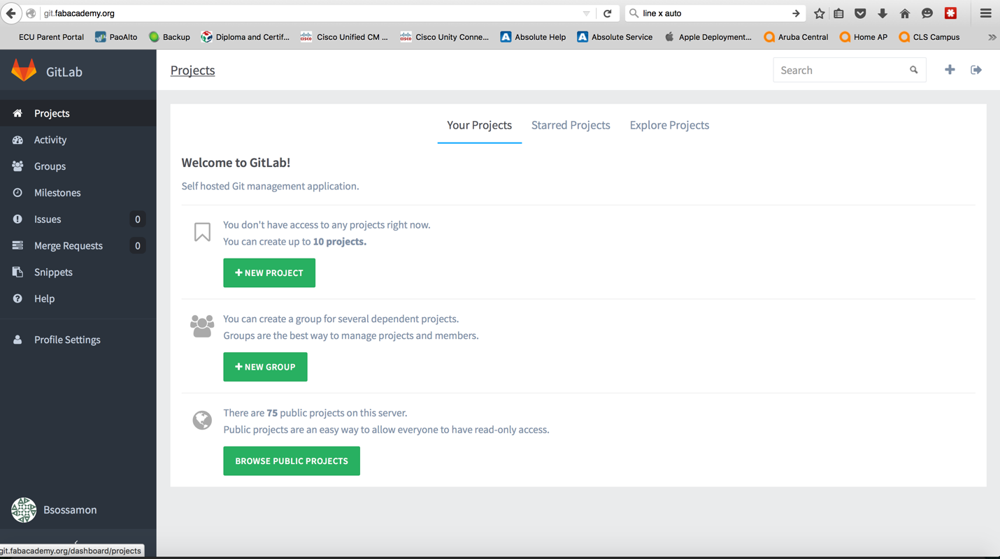 git.fabacademy.org
line x auto
ECU Parent Portal
PaoAlto
Backup
Diploma and Certif...
Cisco Unified CM ...
Cisco Unity Conne...
Absolute Help
Absolute Service
Apple Deployment...
Aruba Central
Home AP
CLS Campus
GitLab
Projects
Search
Projects
Activity
Groups
Milestones
Issues 0
Merge Requests 0
Snippets
Help
Profile Settings
Bsossamon
git.fabacademy.org/dashboard/projects
Your Projects
Starred Projects
Explore Projects
Welcome to GitLab!
Self hosted Git management application.
You don't have access to any projects right now.
You can create up to 10 projects.
+ NEW PROJECT
You can create a group for several dependent projects.
Groups are the best way to manage projects and members.
+ NEW GROUP
There are 75 public projects on this server.
Public projects are an easy way to allow everyone to have read-only access.
BROWSE PUBLIC PROJECTS